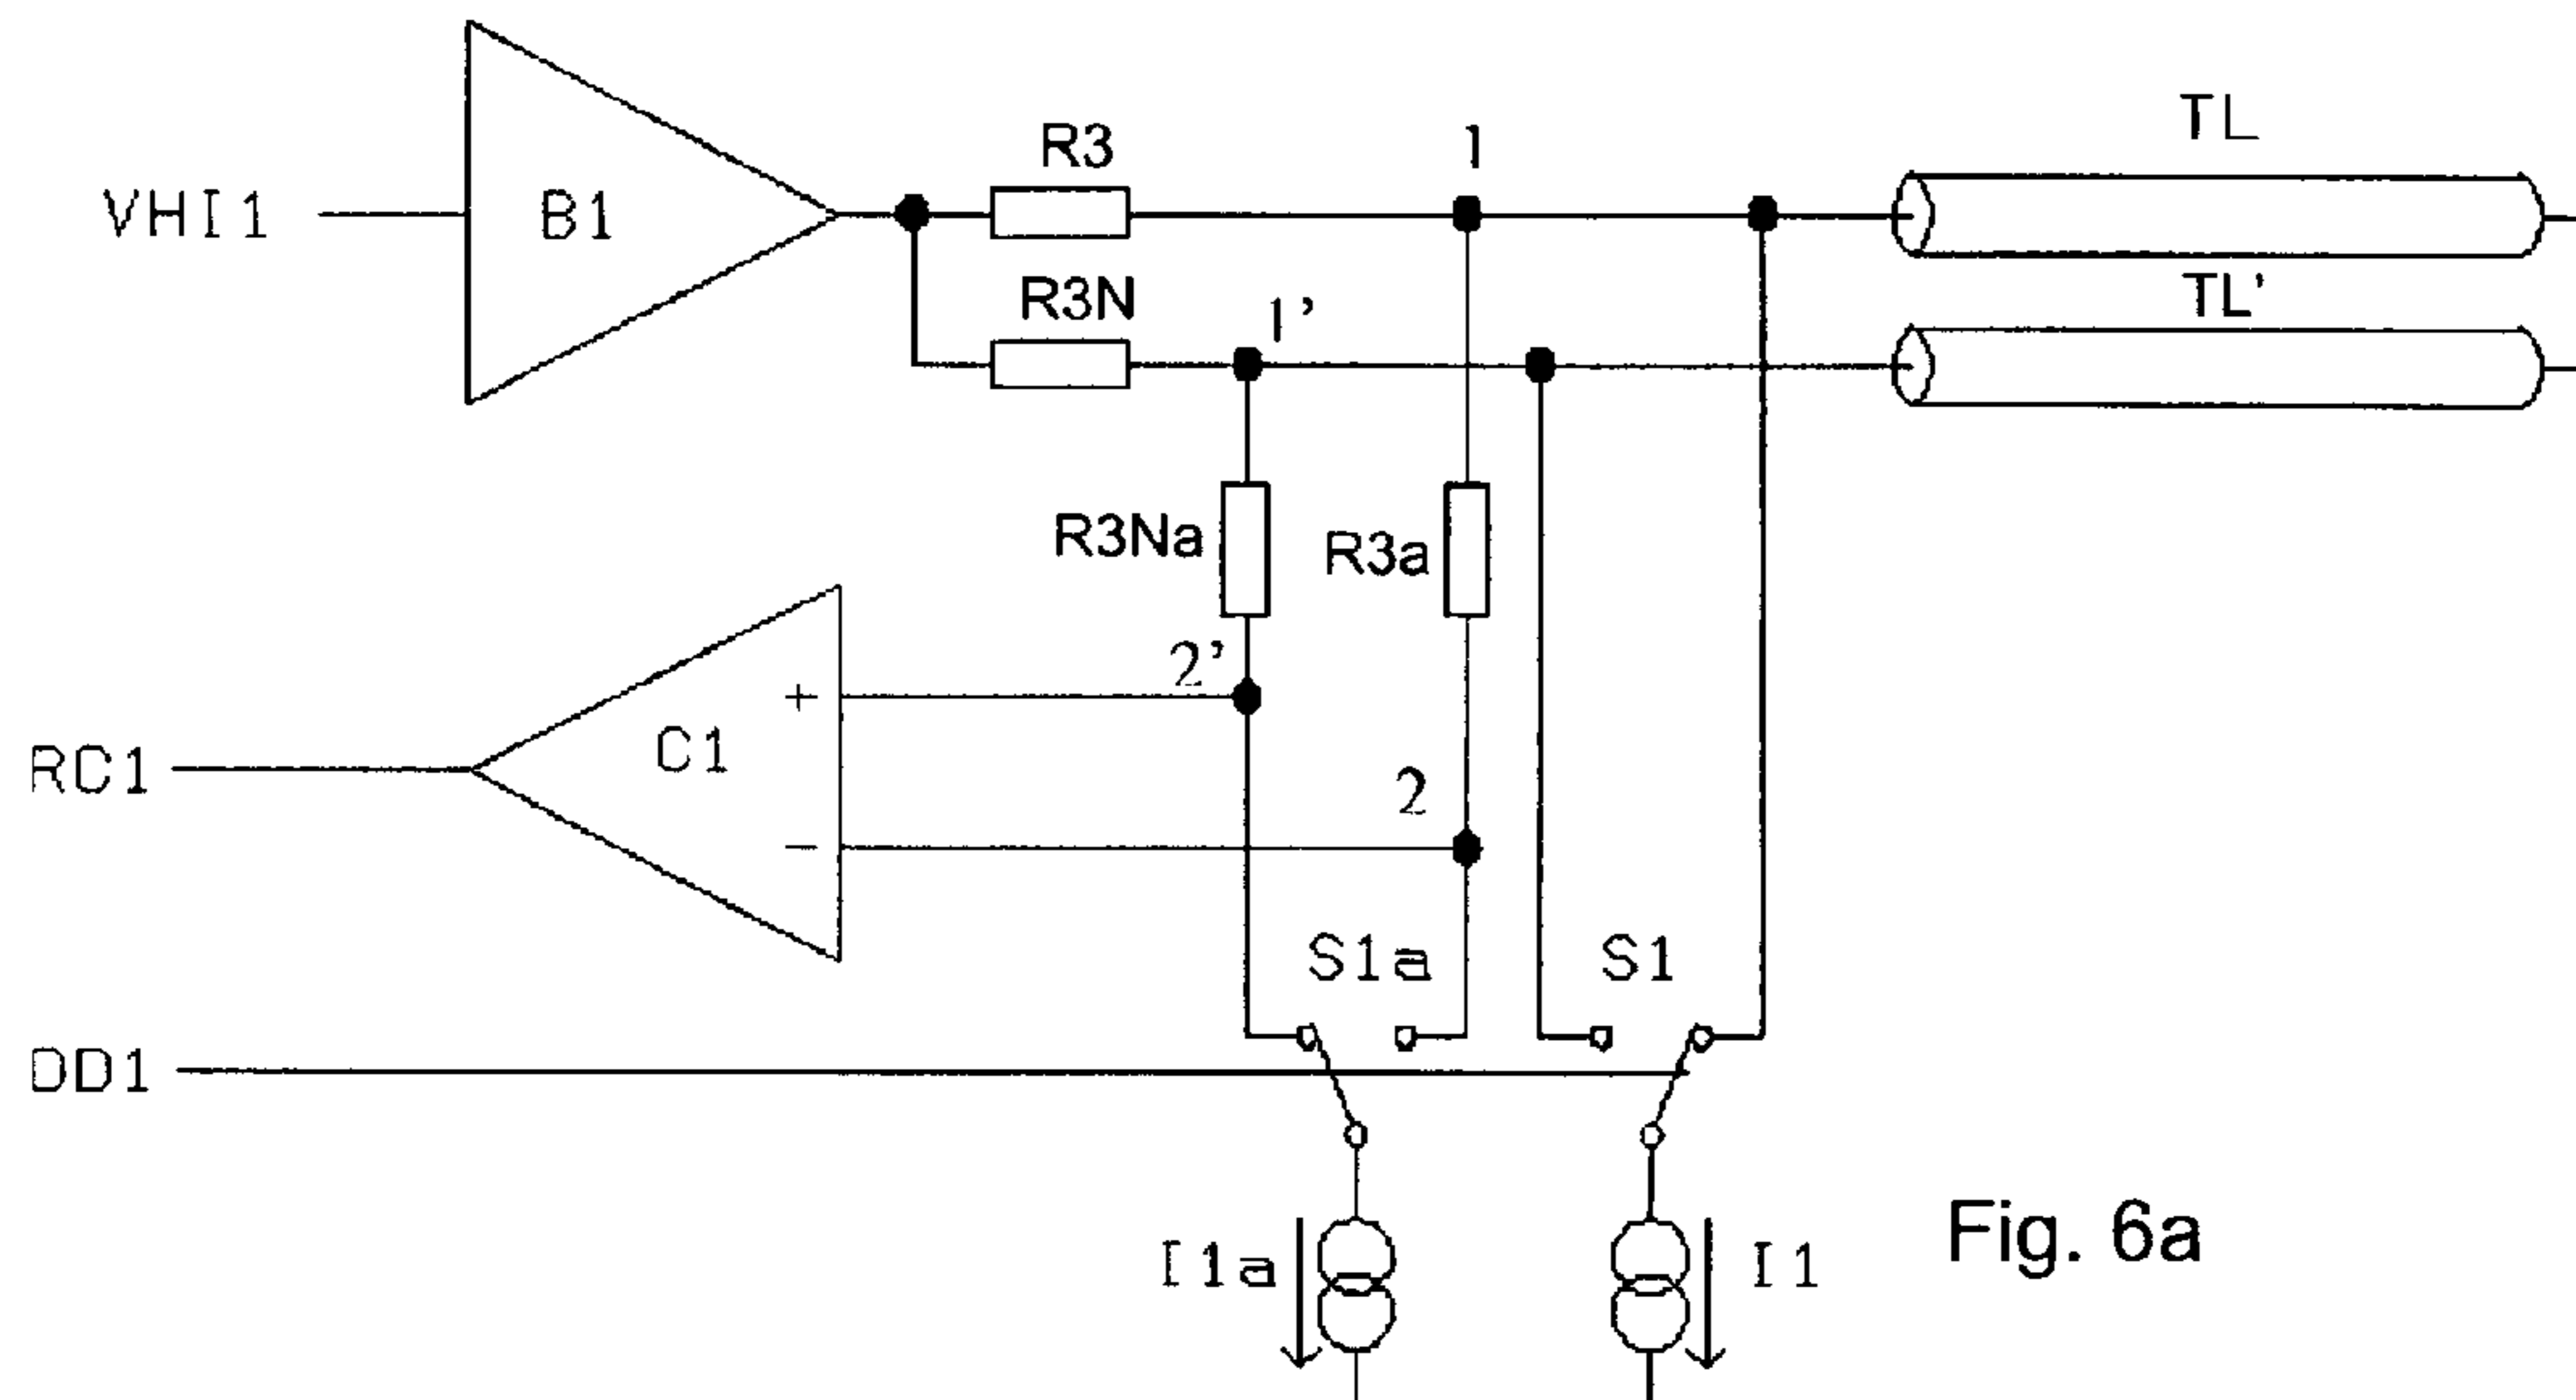 TL
R3
1
VHI1
B1
R3N
1'
TL'
R3Na
R3a
2'
+
C1
RC1
2
−
S1a
S1
DD1
I1a
I1
Fig. 6a